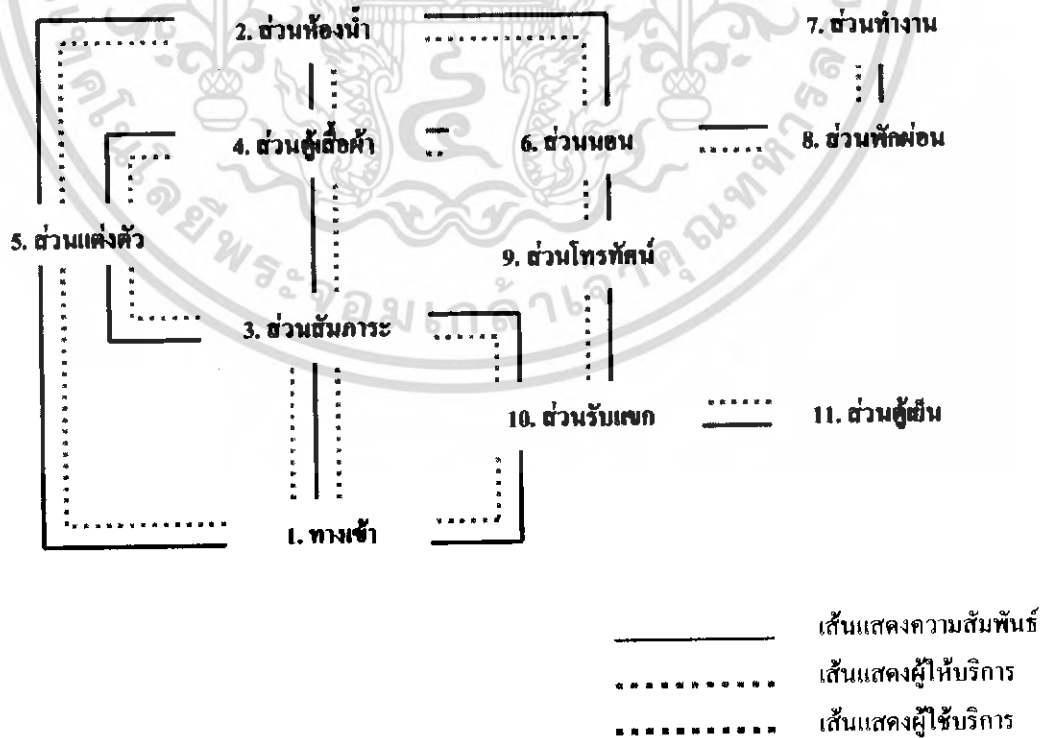 2. ส่วนห้องน้ำ
7. ส่วนทำงาน
4. ส่วนตู้เสื้อผ้า
6. ส่วนนอน
8. ส่วนพักผ่อน
5. ส่วนแต่งตัว
9. ส่วนโทรทัศน์
3. ส่วนสัมภาระ
10. ส่วนรับแขก
11. ส่วนตู้เย็น
1. ทางเข้า
เส้นแสดงความสัมพันธ์
เส้นแสดงผู้ให้บริการ
เส้นแสดงผู้ใช้บริการ